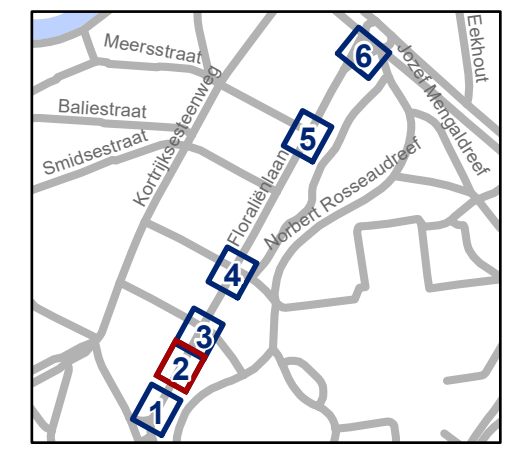 Meersstraat
Baliestraat
Smidsestraat
Kortrijksesteenweg
Floraliënlaan
Norbert Rosseaudreef
Jozef Mengaldreef
Eekhout
6
5
4
3
2
1